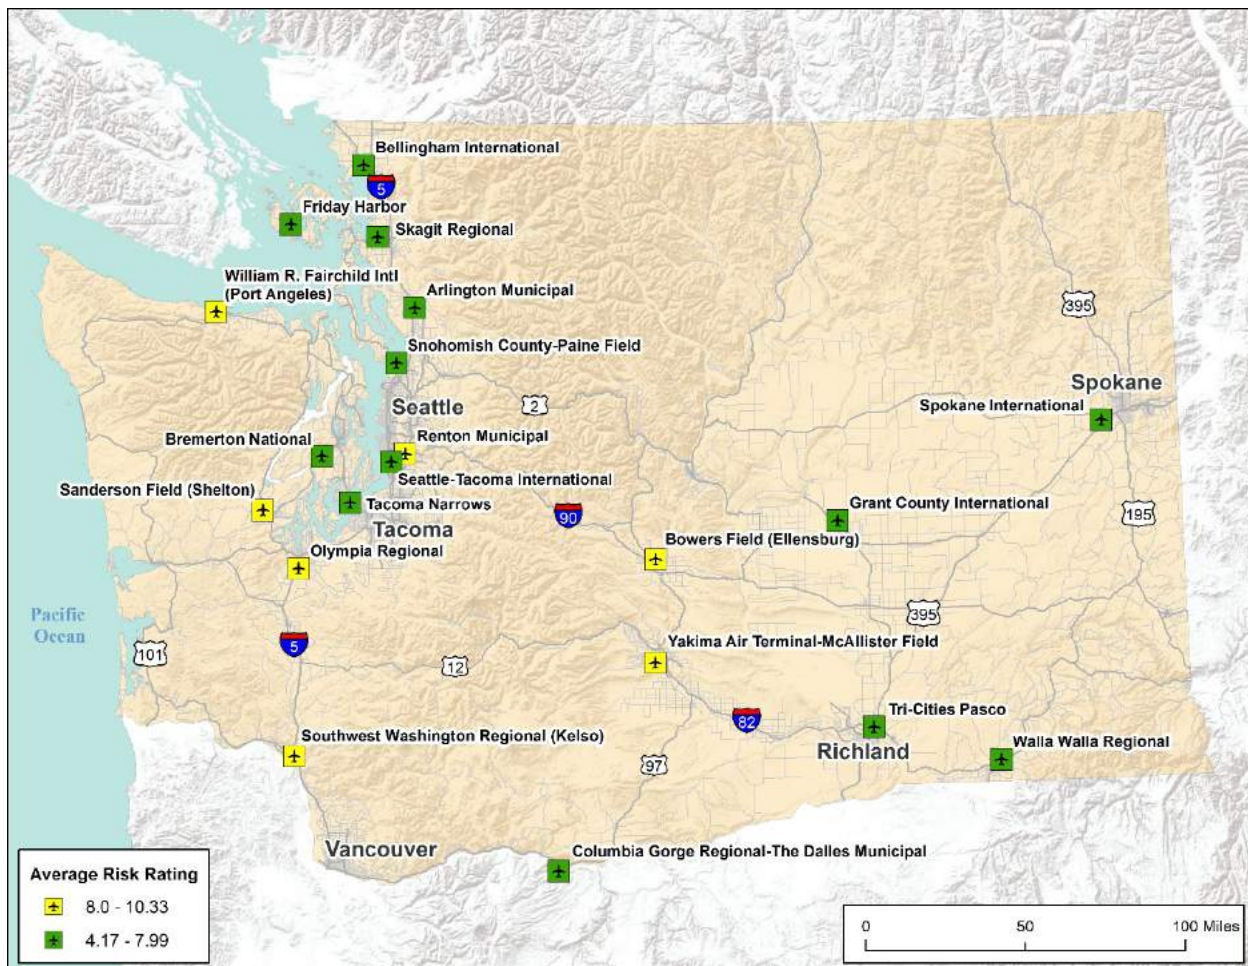 Bellingham International
5
Friday Harbor
Skagit Regional
William R. Fairchild Intl
(Port Angeles)
Arlington Municipal
395
Snohomish County-Paine Field
Spokane
Seattle
2
Spokane International
Bremerton National
Renton Municipal
Seattle-Tacoma International
Sanderson Field (Shelton)
Tacoma Narrows
Grant County International
90
195
Tacoma
Bowers Field (Ellensburg)
Olympia Regional
Pacific
Ocean
395
5
Yakima Air Terminal-McAllister Field
101
12
Tri-Cities Pasco
82
Southwest Washington Regional (Kelso)
Richland
Walla Walla Regional
97
Vancouver
Columbia Gorge Regional-The Dalles Municipal
Average Risk Rating
8.0 - 10.33
4.17 - 7.99
0 50 100 Miles